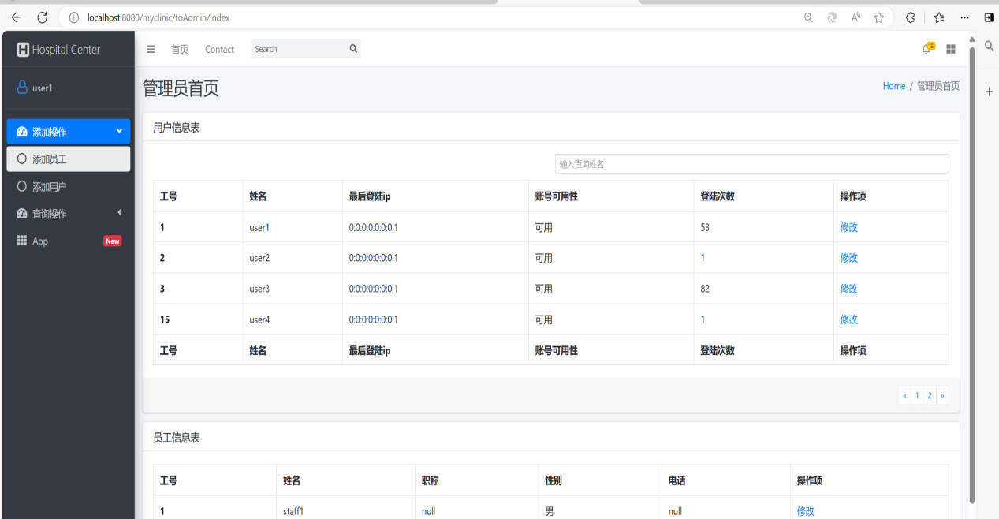 localhost:8080/myclinic/toAdmin/index
H Hospital Center
首页 Contact Search 15
user1
管理员首页
Home / 管理员首页
添加操作
添加员工
添加用户
查询操作
App New
用户信息表
输入查询姓名
工号 姓名 最后登陆ip 账号可用性 登陆次数 操作项
1 user1 0:0:0:0:0:0:0:1 可用 53 修改
2 user2 0:0:0:0:0:0:0:1 可用 1 修改
3 user3 0:0:0:0:0:0:0:1 可用 82 修改
15 user4 0:0:0:0:0:0:0:1 可用 1 修改
工号 姓名 最后登陆ip 账号可用性 登陆次数 操作项
« 1 2 »
员工信息表
工号 姓名 职称 性别 电话 操作项
1 staff1 null 男 null 修改